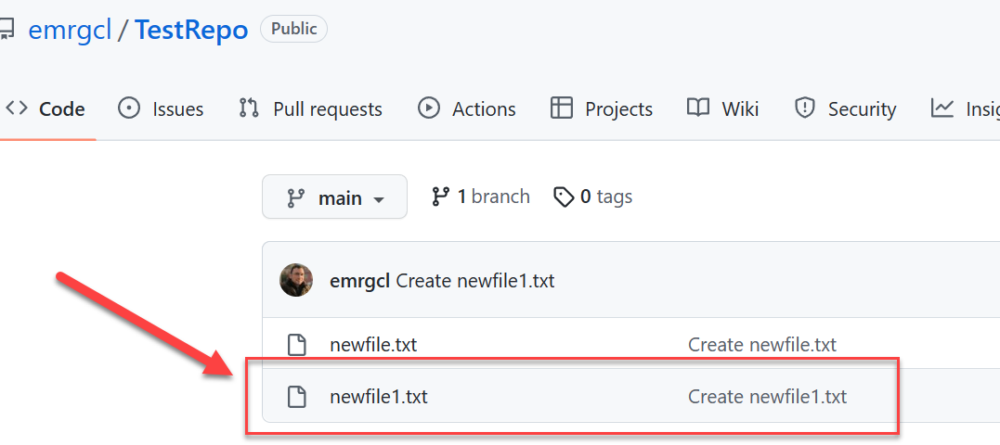 emrgcl / TestRepo Public
Code Issues Pull requests Actions Projects Wiki Security
main 1 branch 0 tags
emrgcl Create newfile1.txt
newfile.txt Create newfile.txt
newfile1.txt Create newfile1.txt